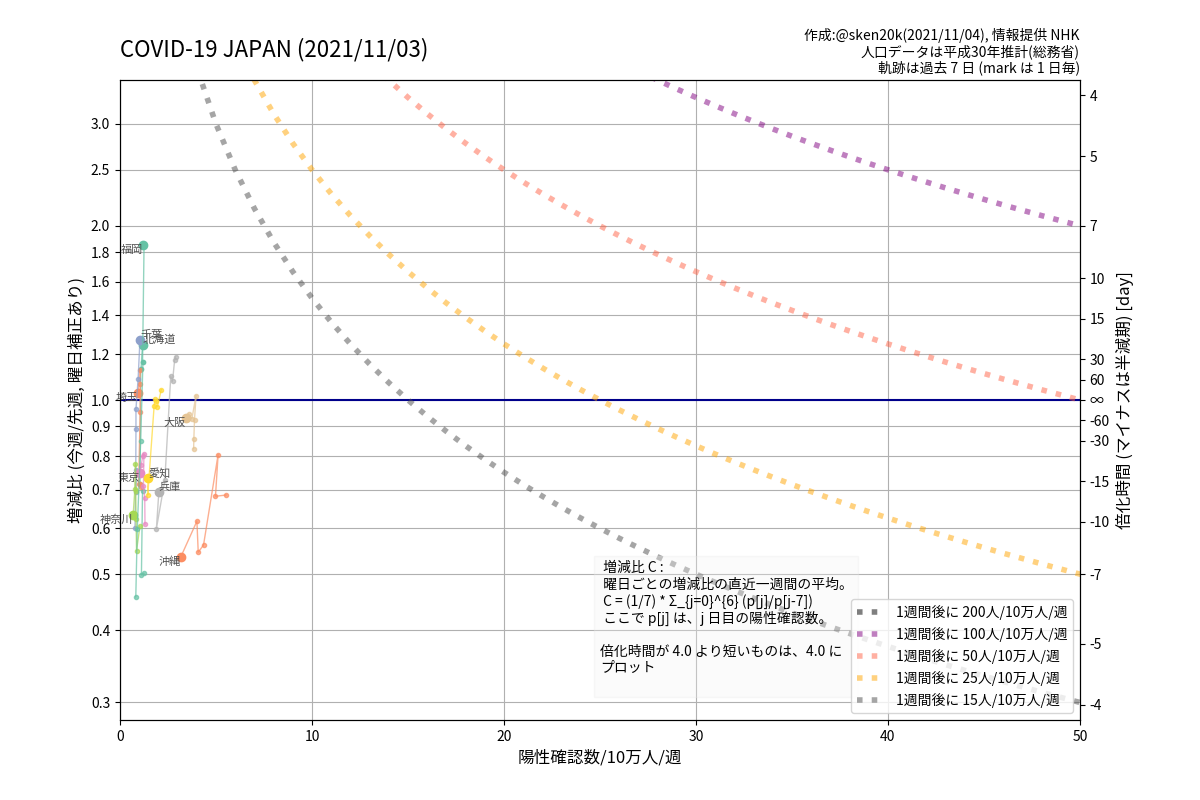 COVID-19 JAPAN (2021/11/03)
作成:@sken20k(2021/11/04), 情報提供 NHK
人口データは平成30年推計(総務省)
軌跡は過去 7 日 (mark は 1 日毎)
増減比 (今週/先週, 曜日補正あり)
3.0
2.5
2.0
1.8
1.6
1.4
1.2
1.0
0.9
0.8
0.7
0.6
0.5
0.4
0.3
福岡
千葉
北海道
埼玉
大阪
東京
愛知
兵庫
神奈川
沖縄
4
5
7
10
15
30
60
∞
-60
-30
-15
-10
-7
-5
-4
倍化時間 (マイナスは半減期) [day]
増減比 C :
曜日ごとの増減比の直近一週間の平均。
C = (1/7) * Σ_{j=0}^{6} (p[j]/p[j-7])
ここで p[j] は、j 日目の陽性確認数。
倍化時間が 4.0 より短いものは、4.0 に
プロット
1週間後に 200人/10万人/週
1週間後に 100人/10万人/週
1週間後に 50人/10万人/週
1週間後に 25人/10万人/週
1週間後に 15人/10万人/週
0 10 20 30 40 50
陽性確認数/10万人/週